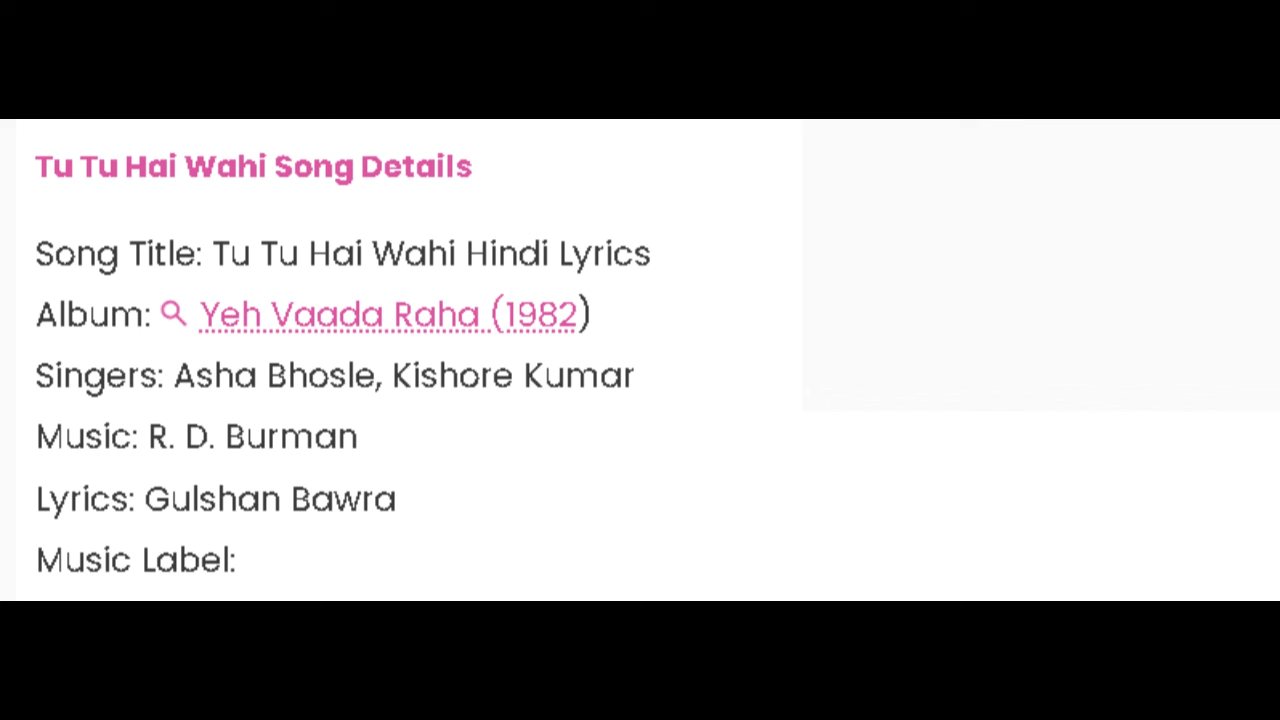 Tu Tu Hai Wahi Song Details
Song Title: Tu Tu Hai Wahi Hindi Lyrics
Album: Yeh Vaada Raha (1982)
Singers: Asha Bhosle, Kishore Kumar
Music: R. D. Burman
Lyrics: Gulshan Bawra
Music Label: